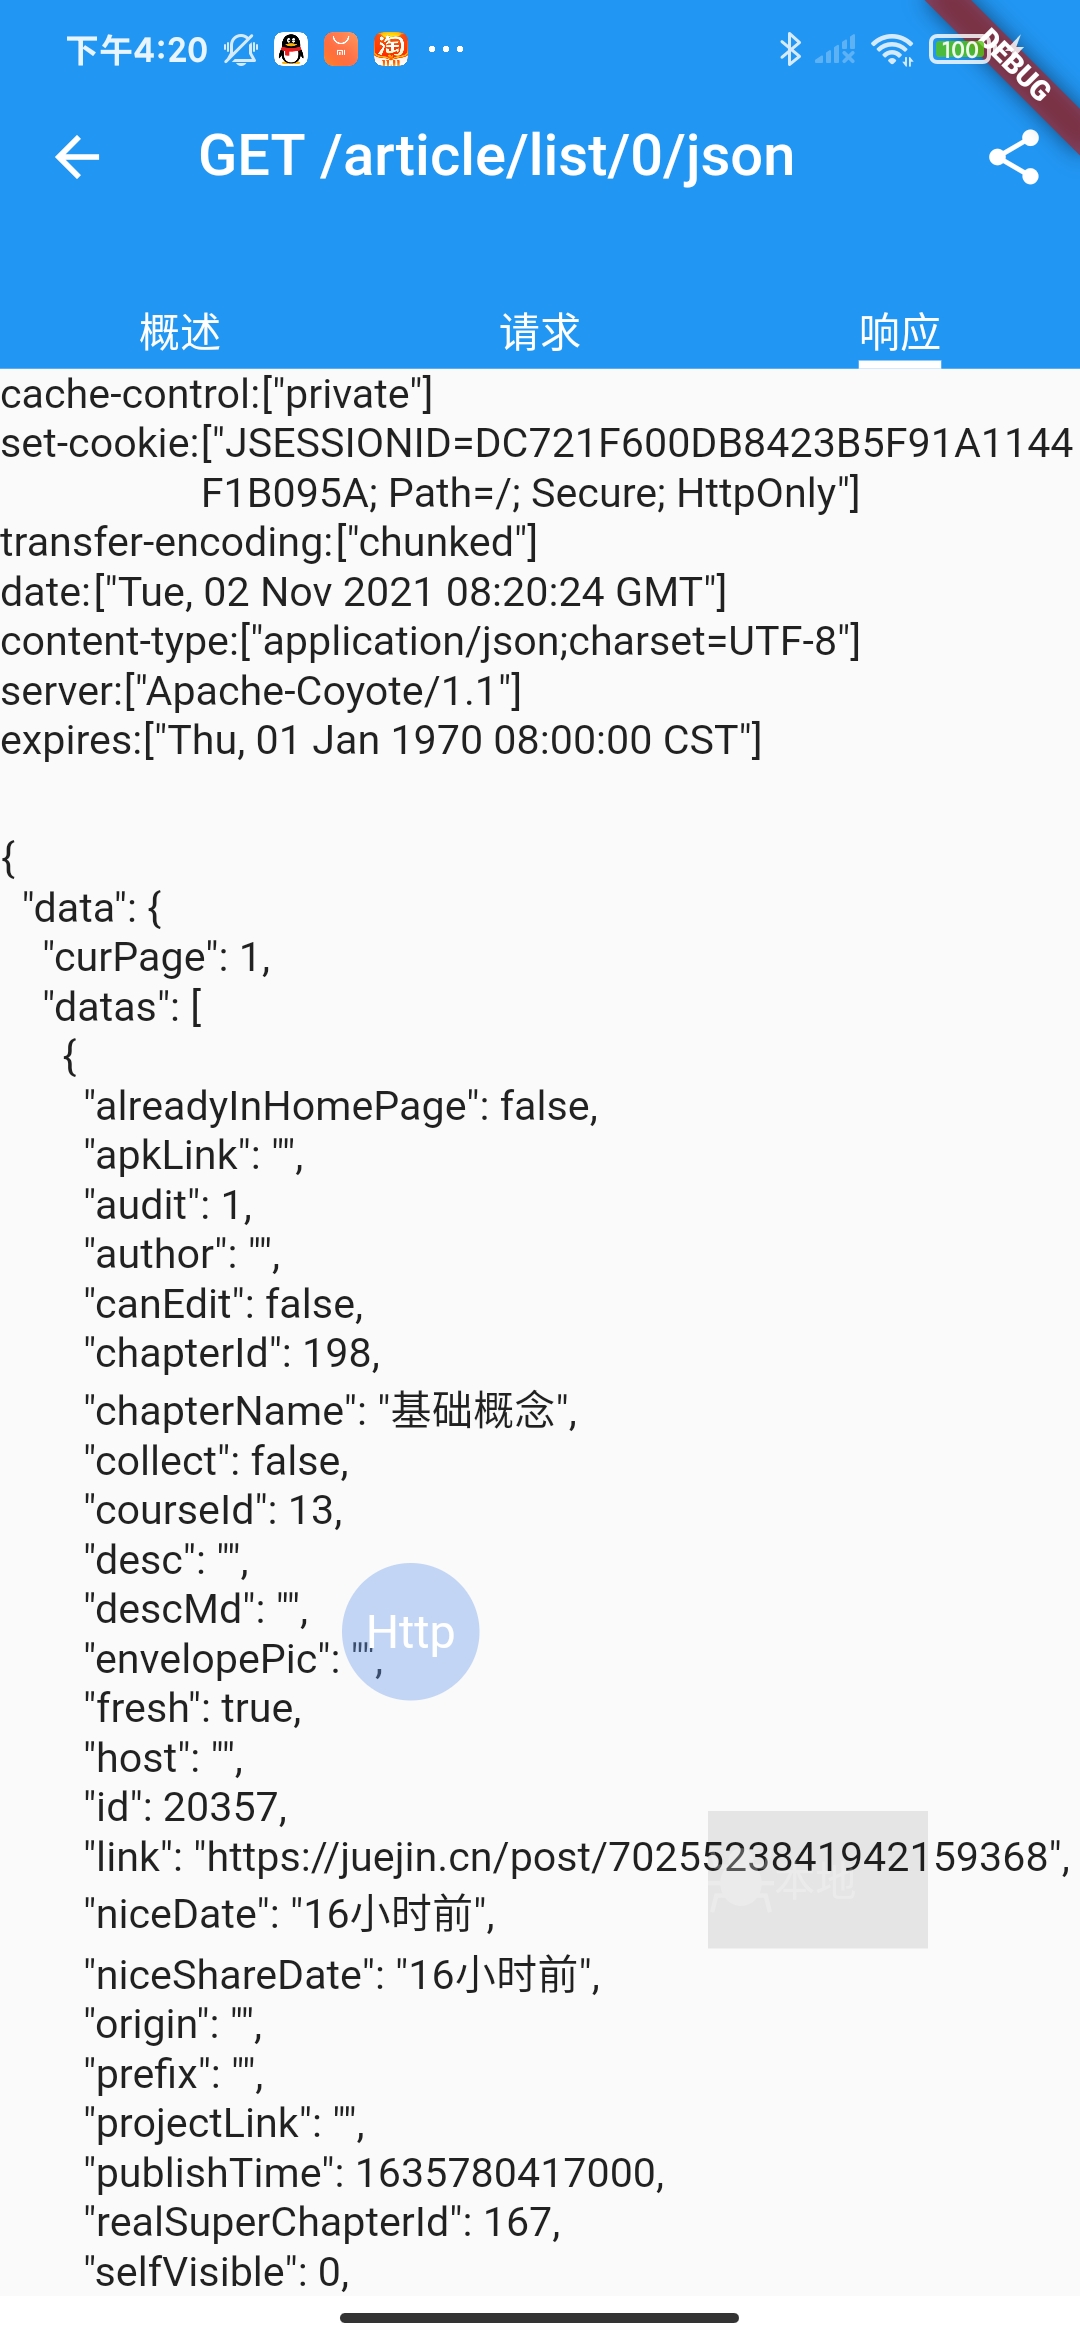 下午4:20
100
DEBUG
GET /article/list/0/json
概述 请求 响应
cache-control:["private"]
set-cookie:["JSESSIONID=DC721F600DB8423B5F91A1144
F1B095A; Path=/; Secure; HttpOnly"]
transfer-encoding:["chunked"]
date:["Tue, 02 Nov 2021 08:20:24 GMT"]
content-type:["application/json;charset=UTF-8"]
server:["Apache-Coyote/1.1"]
expires:["Thu, 01 Jan 1970 08:00:00 CST"]
{
"data": {
"curPage": 1,
"datas": [
{
"alreadyInHomePage": false,
"apkLink": "",
"audit": 1,
"author": "",
"canEdit": false,
"chapterId": 198,
"chapterName": "基础概念",
"collect": false,
"courseId": 13,
"desc": "",
"descMd": "",
Http
"envelopePic": "",
"fresh": true,
"host": "",
"id": 20357,
"link": "https://juejin.cn/post/7025523841942159368",
本地
"niceDate": "16小时前",
"niceShareDate": "16小时前",
"origin": "",
"prefix": "",
"projectLink": "",
"publishTime": 1635780417000,
"realSuperChapterId": 167,
"selfVisible": 0,